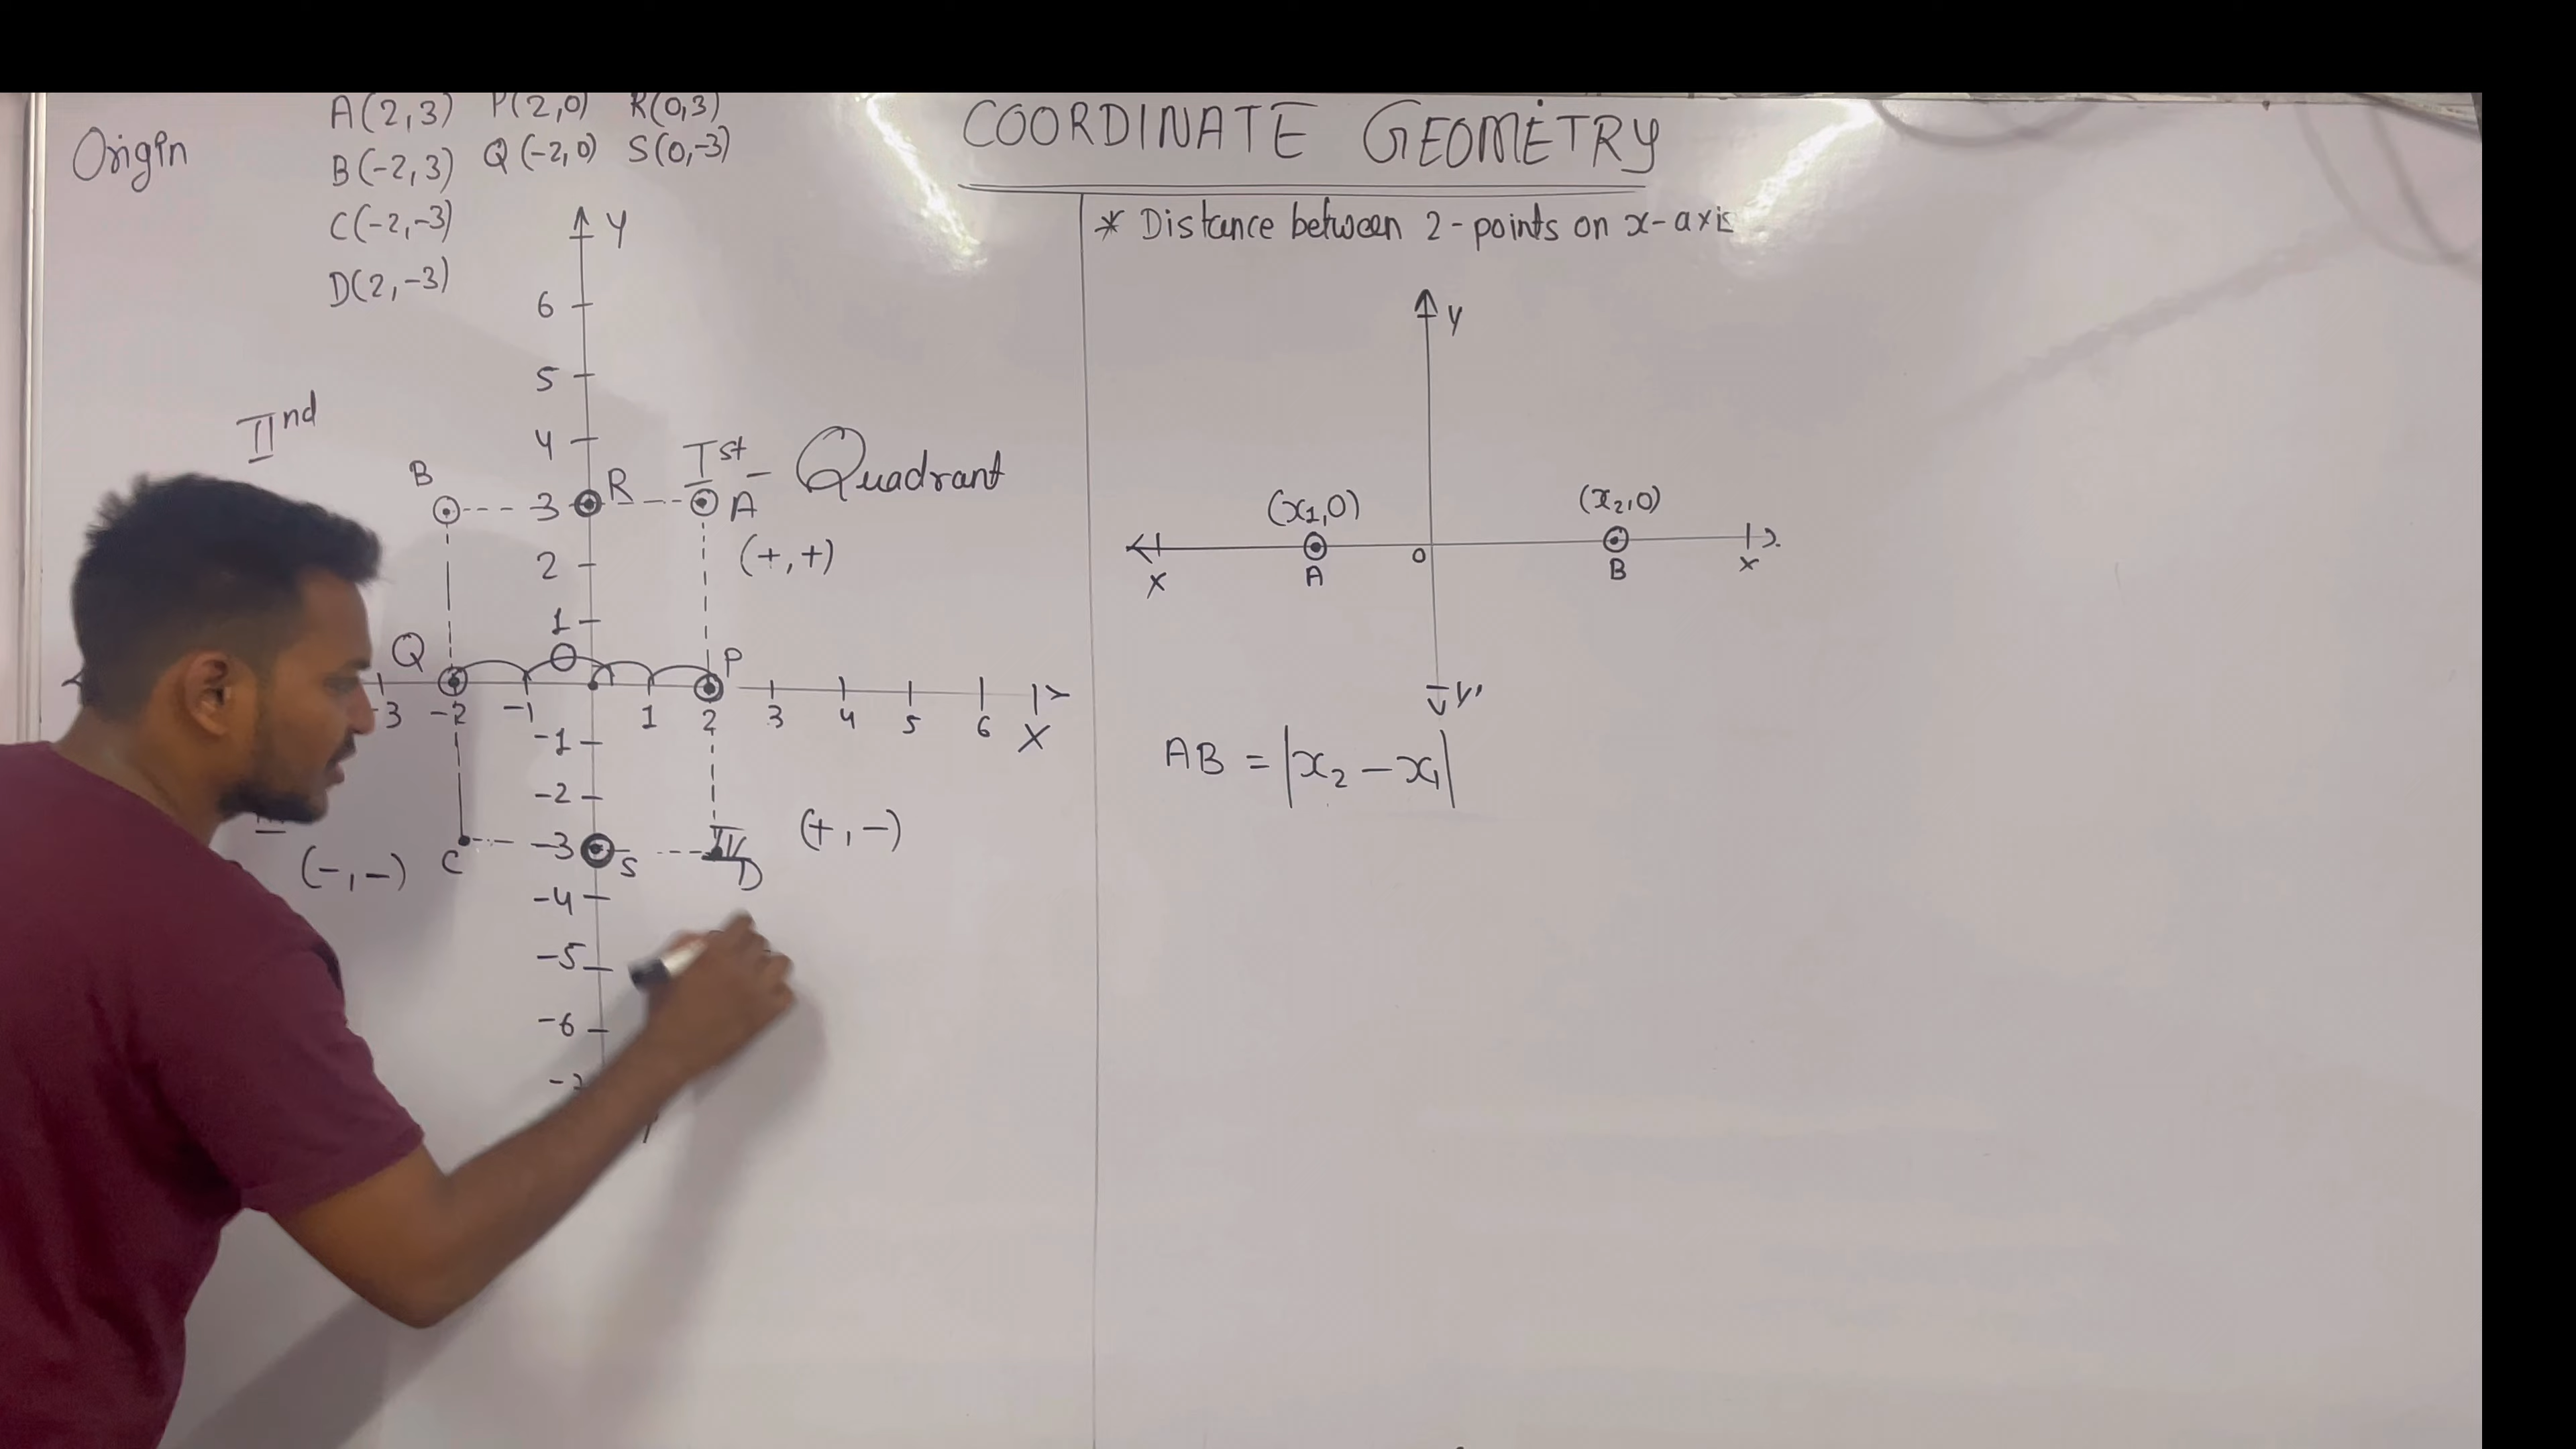 Origin
A(2,3) P(2,0) R(0,3)
B(-2,3) Q(-2,0) S(0,-3)
C(-2,-3)
D(2,-3)
COORDINATE GEOMETRY
* Distance between 2-points on x-axis
Y
6
5
4
3
2
1
IInd
Ist - Quadrant
B
R
A
(+,+)
Q
O
P
-3 -2 -1 1 2 3 4 5 6 X
-1
-2
-3
-4
-5
-6
(-,-)
C
S
IV
D
(+,-)
Y
(x1,0)
(x2,0)
X
A
O
B
X
Y'
AB = |x2 - x1|